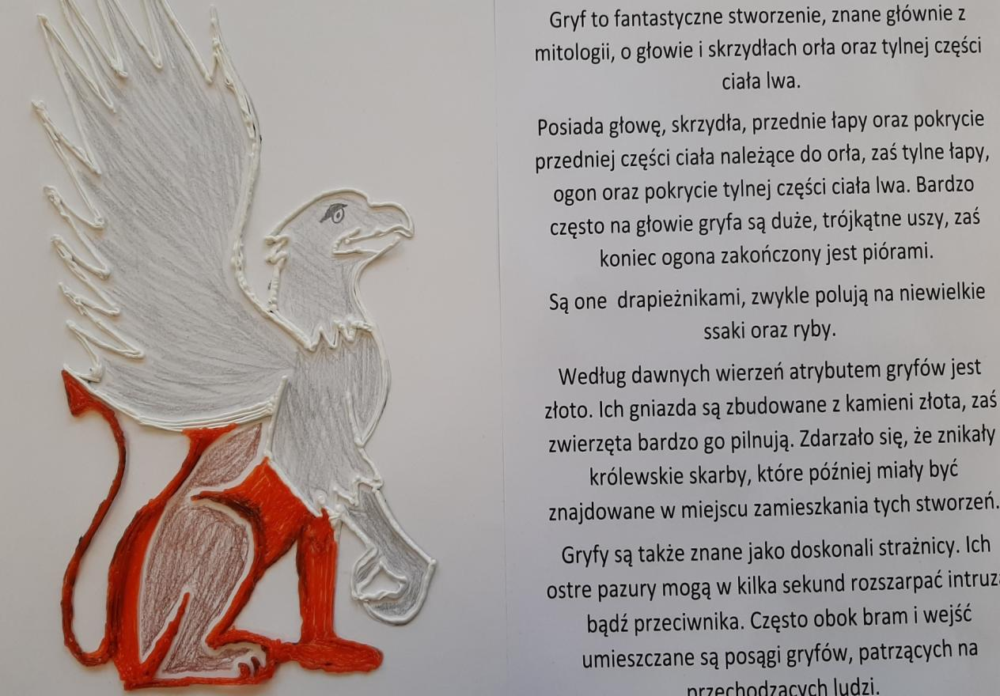 Gryf to fantastyczne stworzenie, znane głównie z
mitologii, o głowie i skrzydłach orła oraz tylnej części
ciała lwa.
Posiada głowę, skrzydła, przednie łapy oraz pokrycie
przedniej części ciała należące do orła, zaś tylne łapy,
ogon oraz pokrycie tylnej części ciała lwa. Bardzo
często na głowie gryfa są duże, trójkątne uszy, zaś
koniec ogona zakończony jest piórami.
Są one drapieżnikami, zwykle polują na niewielkie
ssaki oraz ryby.
Według dawnych wierzeń atrybutem gryfów jest
złoto. Ich gniazda są zbudowane z kamieni złota, zaś
zwierzęta bardzo go pilnują. Zdarzało się, że znikały
królewskie skarby, które później miały być
znajdowane w miejscu zamieszkania tych stworzeń.
Gryfy są także znane jako doskonali strażnicy. Ich
ostre pazury mogą w kilka sekund rozszarpać intruza
bądź przeciwnika. Często obok bram i wejść
umieszczane są posągi gryfów, patrzących na
przechodzących ludzi.